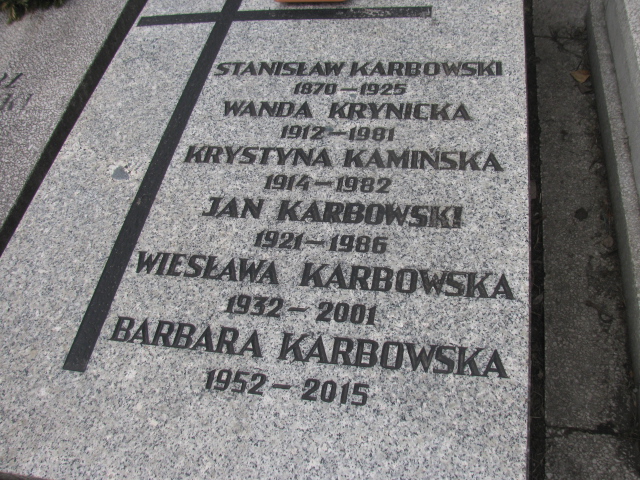 STANISŁAW KARBOWSKI
1870-1925
WANDA KRYNICKA
1912-1981
KRYSTYNA KAMIŃSKA
1914-1982
JAN KARBOWSKI
1921-1986
WIESŁAWA KARBOWSKA
1932-2001
BARBARA KARBOWSKA
1952-2015